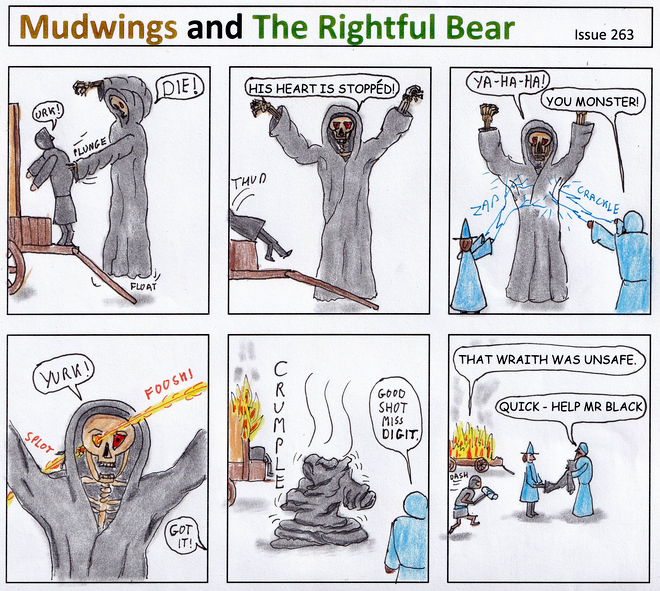 Mudwings and The Rightful Bear
Issue 263
URK!
PLUNGE
DIE!
FLOAT
HIS HEART IS STOPPÉD!
THUD
YA-HA-HA!
YOU MONSTER!
ZAP
CRACKLE
YURK!
FOOSH!
SPLOT
GOT
IT!
CRUMPLE
GOOD
SHOT
MISS
DIGIT.
THAT WRAITH WAS UNSAFE.
QUICK - HELP MR BLACK
DASH